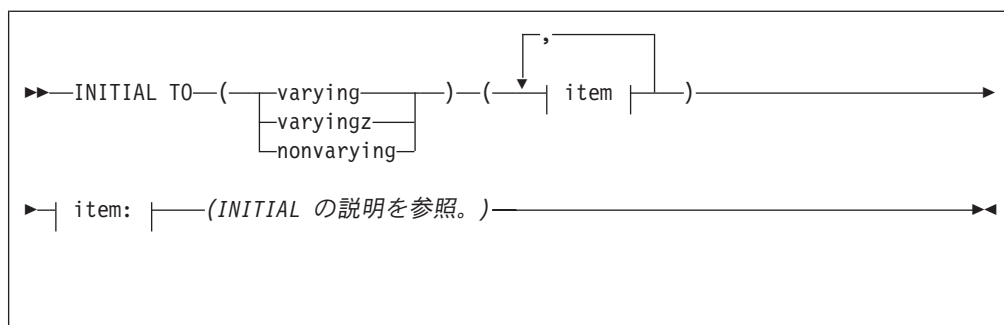 ,
INITIAL TO ( varying ) ( item )
varyingz
nonvarying
item: (INITIAL の説明を参照。)